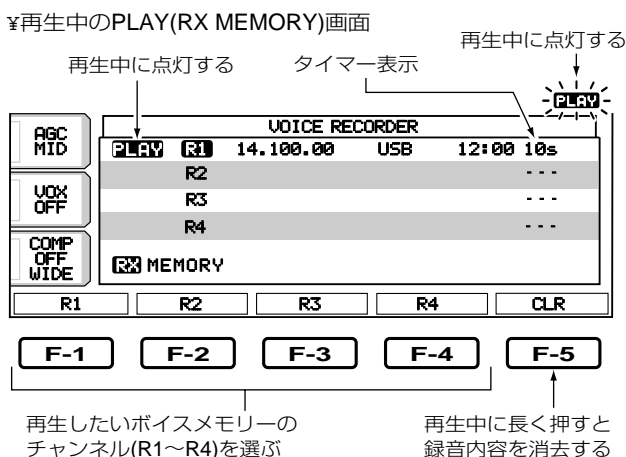 ¥再生中のPLAY(RX MEMORY)画面
再生中に点灯する
再生中に点灯する
タイマー表示
PLAY
VOICE RECORDER
AGC
MID
PLAY R1 14.100.00 USB 12:00 10s
R2 ---
VOX
OFF
R3 ---
R4 ---
COMP
OFF
WIDE
RX MEMORY
R1 R2 R3 R4 CLR
F-1 F-2 F-3 F-4 F-5
再生したいボイスメモリーの
チャンネル(R1〜R4)を選ぶ
再生中に長く押すと
録音内容を消去する